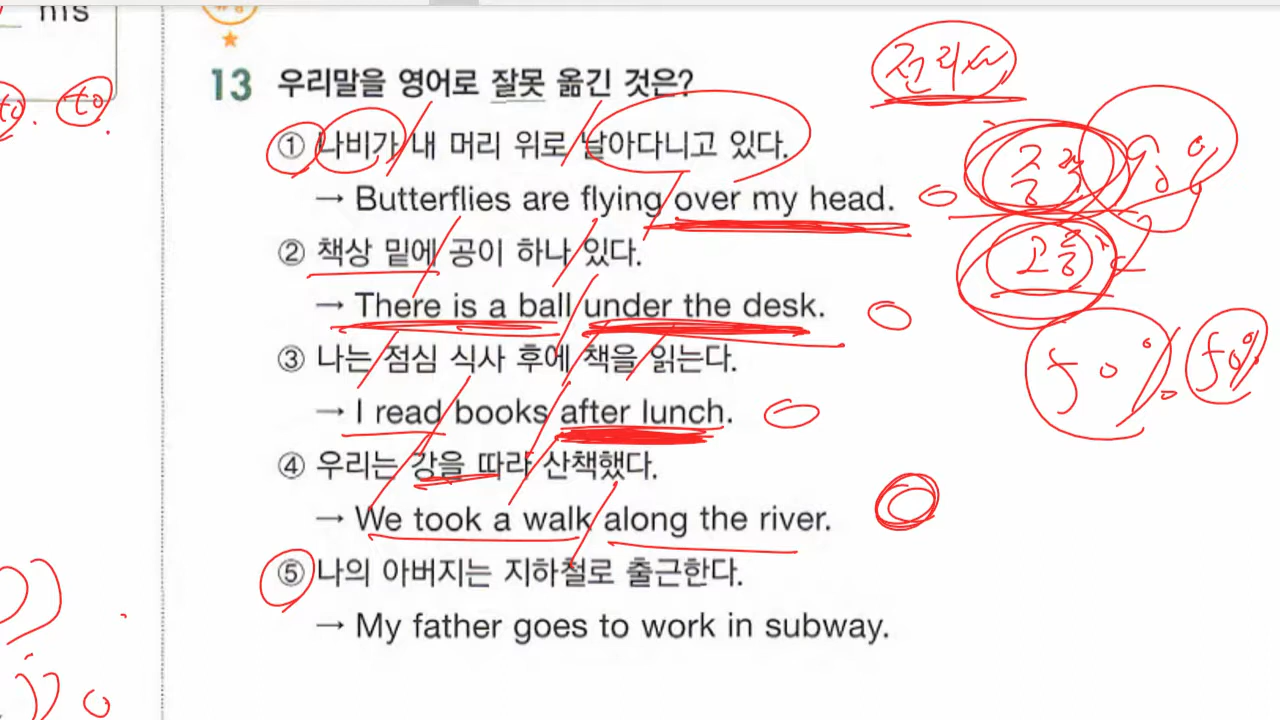 his
to. to.
13 우리말을 영어로 잘못 옮긴 것은?
전치사
① 나비가 내 머리 위로 날아다니고 있다.
→ Butterflies are flying over my head.
② 책상 밑에 공이 하나 있다.
→ There is a ball under the desk.
③ 나는 점심 식사 후에 책을 읽는다.
→ I read books after lunch.
④ 우리는 강을 따라 산책했다.
→ We took a walk along the river.
⑤ 나의 아버지는 지하철로 출근한다.
→ My father goes to work in subway.